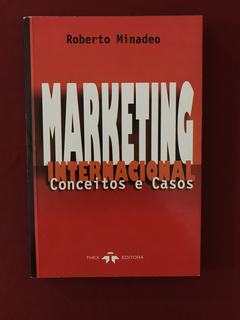 Roberto Minadeo
MARKETING
INTERNACIONAL
Conceitos e Casos
THEX EDITORA